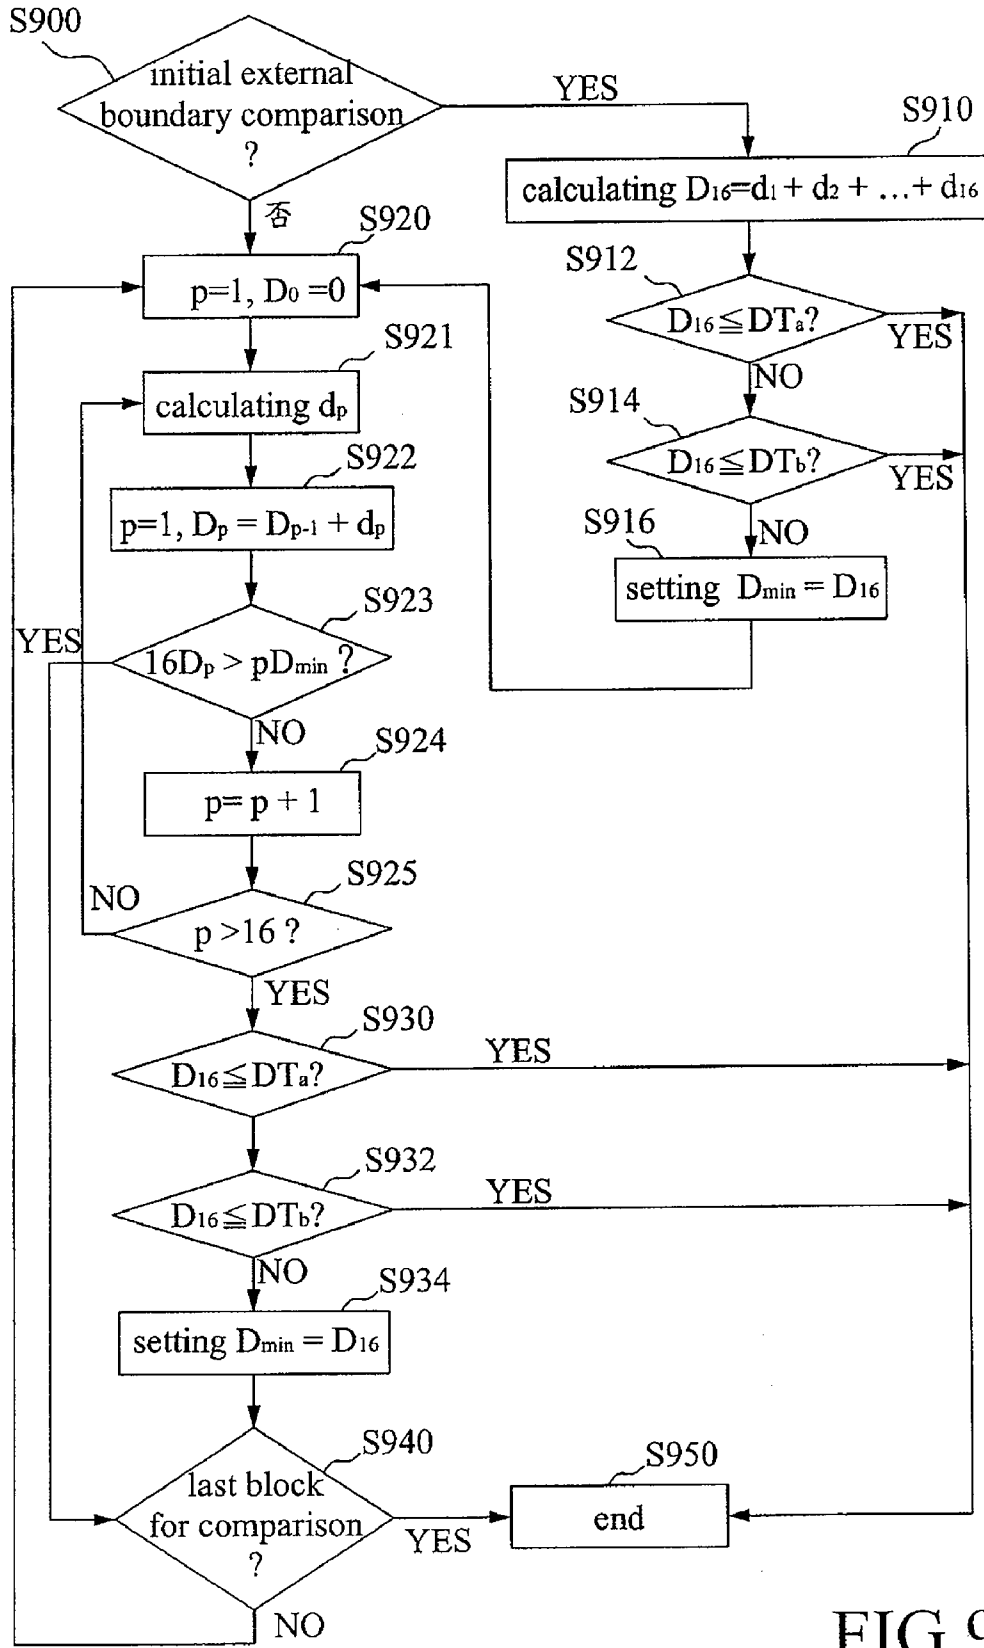 S900
initial external
boundary comparison
?
YES
否
S910
calculating D₁₆=d₁ + d₂ + ...+ d₁₆
S912
D₁₆≦DTₐ?
YES
NO
S914
D₁₆≦DT_b?
YES
NO
S916
setting Dmin = D₁₆
S920
p=1, D₀ =0
S921
calculating dₚ
S922
p=1, Dₚ = Dₚ₋₁ + dₚ
S923
16Dₚ > pDmin ?
YES
NO
S924
p= p + 1
S925
p >16 ?
NO
YES
S930
D₁₆≦DTₐ?
YES
S932
D₁₆≦DT_b?
YES
NO
S934
setting Dmin = D₁₆
S940
last block
for comparison
?
YES
NO
S950
end
FIG.9